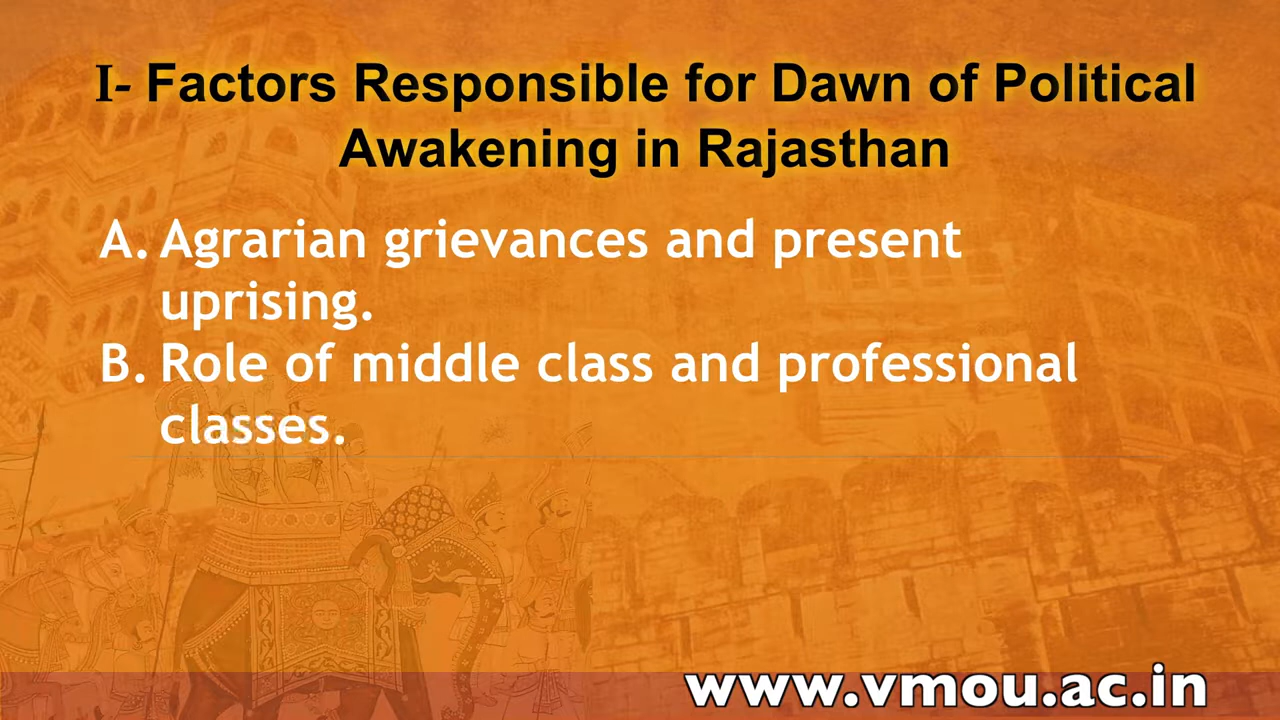 I- Factors Responsible for Dawn of Political
Awakening in Rajasthan
A. Agrarian grievances and present
uprising.
B. Role of middle class and professional
classes.
www.vmou.ac.in